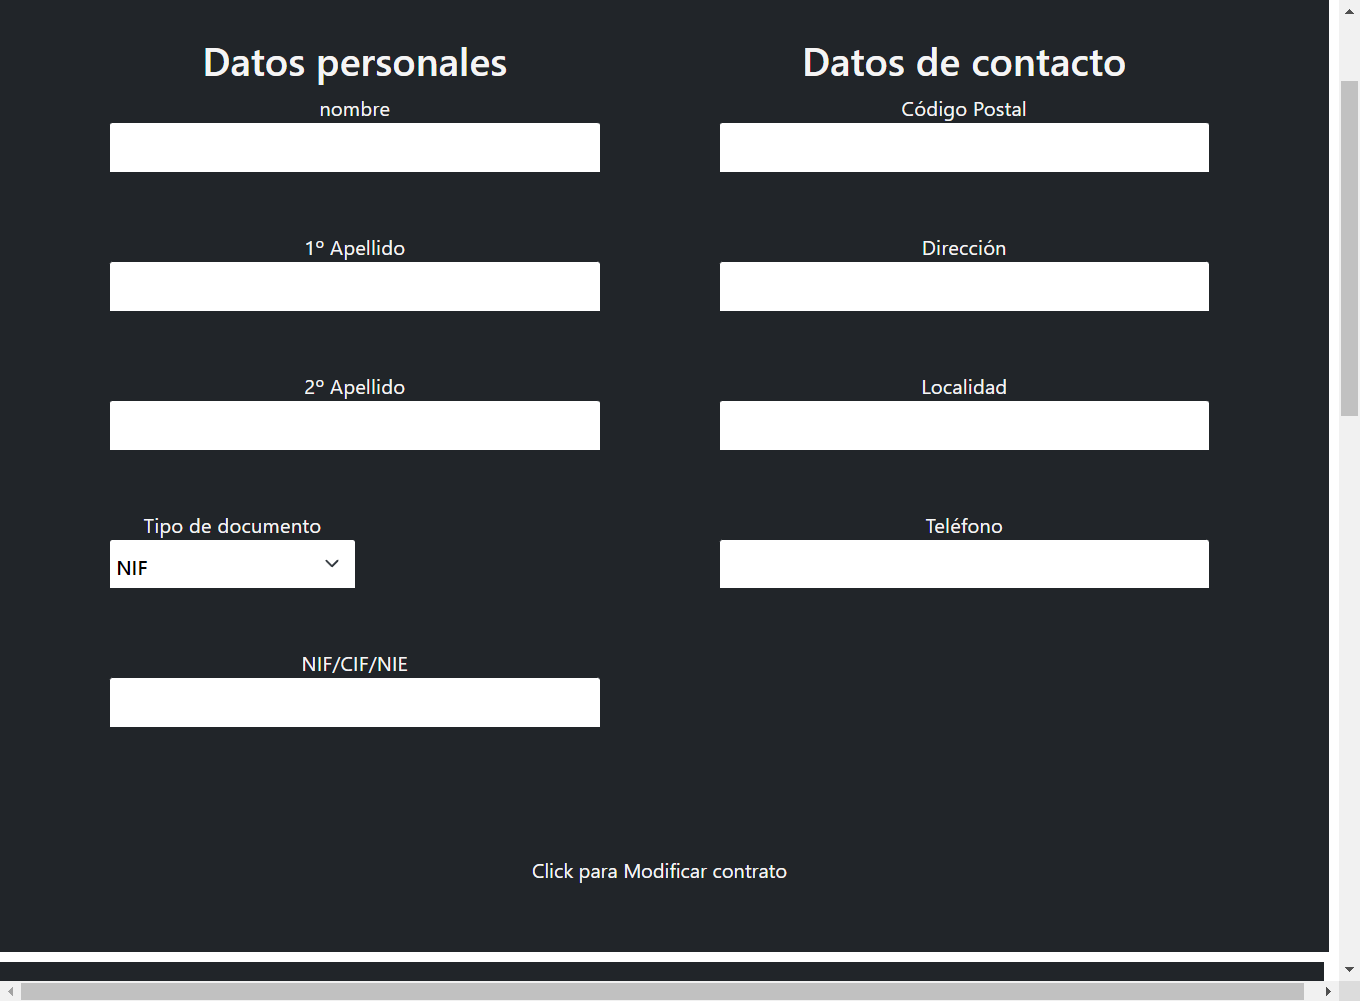 Datos personales
nombre
1º Apellido
2º Apellido
Tipo de documento
NIF
NIF/CIF/NIE
Datos de contacto
Código Postal
Dirección
Localidad
Teléfono
Click para Modificar contrato